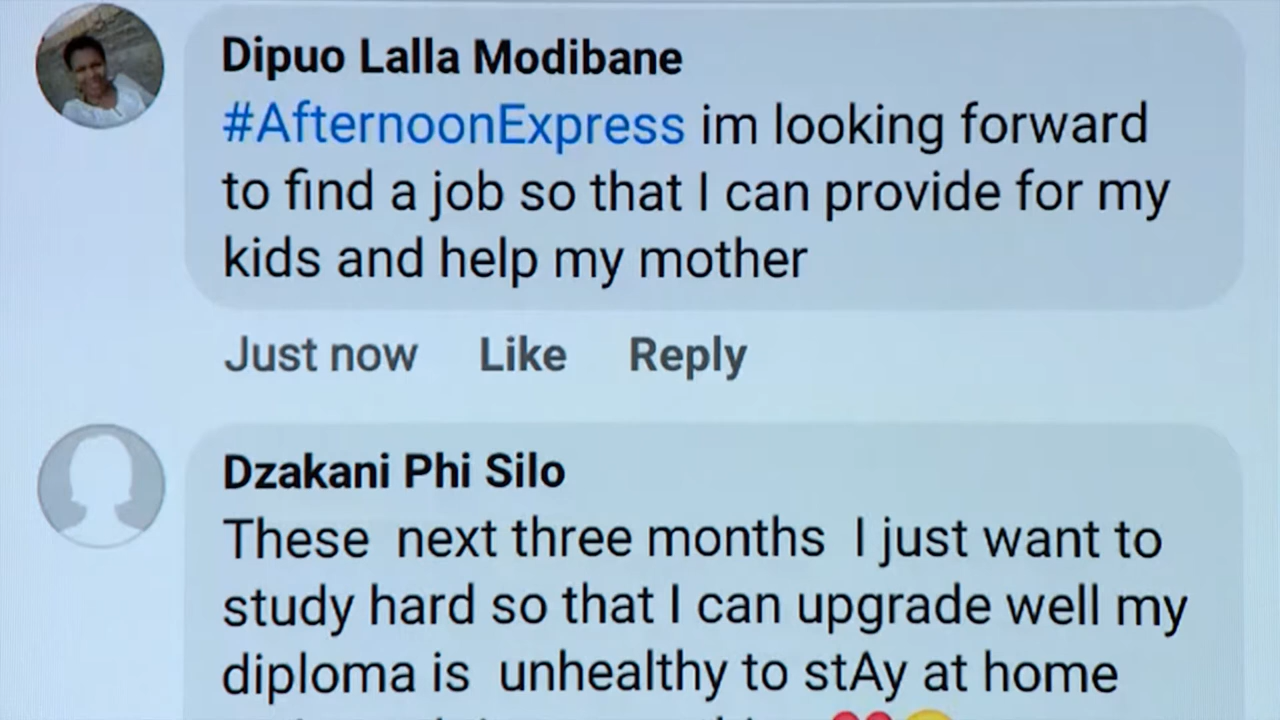 Dipuo Lalla Modibane
#AfternoonExpress im looking forward
to find a job so that I can provide for my
kids and help my mother
Just now Like Reply
Dzakani Phi Silo
These next three months I just want to
study hard so that I can upgrade well my
diploma is unhealthy to stAy at home